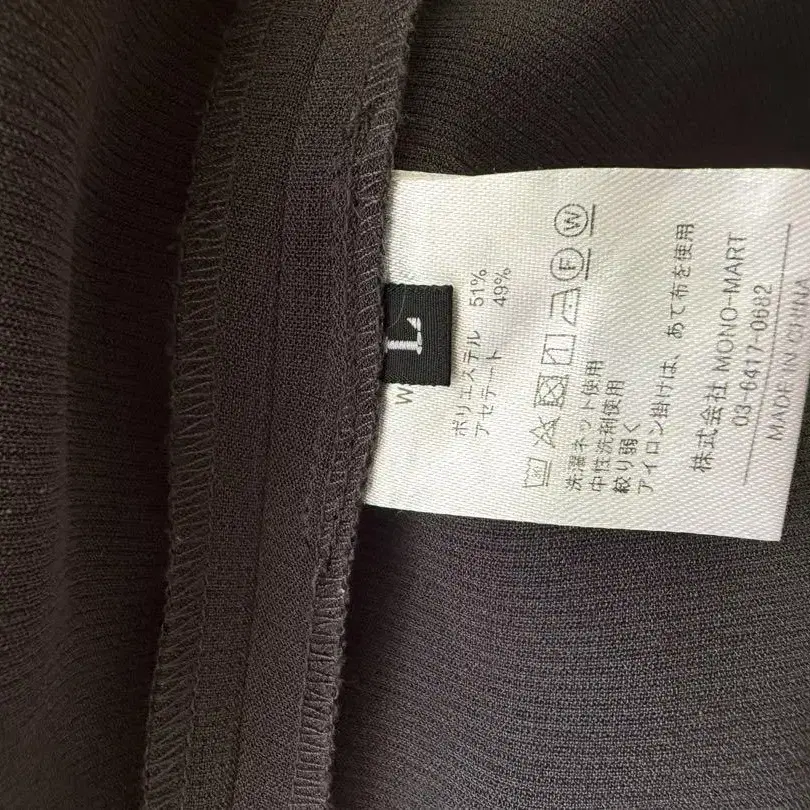 L
W
ポリエステル 51%
アセテート 49%
F W
洗濯ネット使用
中性洗剤使用
絞り弱く
アイロン掛けは、あて布を使用
株式会社 MONO-MART
03-6417-0682
MADE IN CHINA